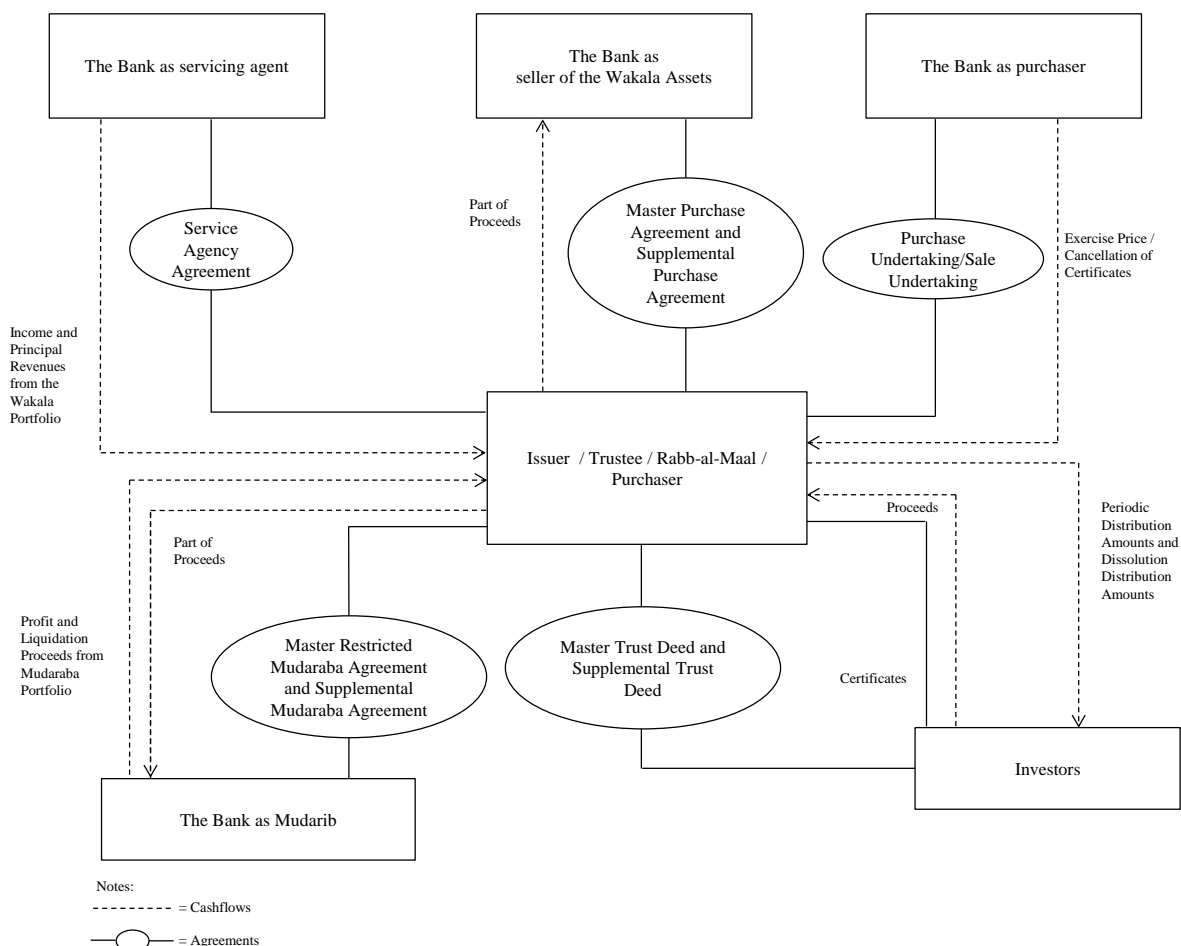 The Bank as servicing agent
The Bank as
seller of the Wakala Assets
The Bank as purchaser
Service
Agency
Agreement
Part of
Proceeds
Master Purchase
Agreement and
Supplemental
Purchase
Agreement
Purchase
Undertaking/Sale
Undertaking
Exercise Price /
Cancellation of
Certificates
Income and
Principal
Revenues
from the
Wakala
Portfolio
Issuer / Trustee / Rabb-al-Maal /
Purchaser
Part of
Proceeds
Proceeds
Periodic
Distribution
Amounts and
Dissolution
Distribution
Amounts
Profit and
Liquidation
Proceeds from
Mudaraba
Portfolio
Master Restricted
Mudaraba Agreement
and Supplemental
Mudaraba Agreement
Master Trust Deed and
Supplemental Trust
Deed
Certificates
Investors
The Bank as Mudarib
Notes:
= Cashflows
= Agreements